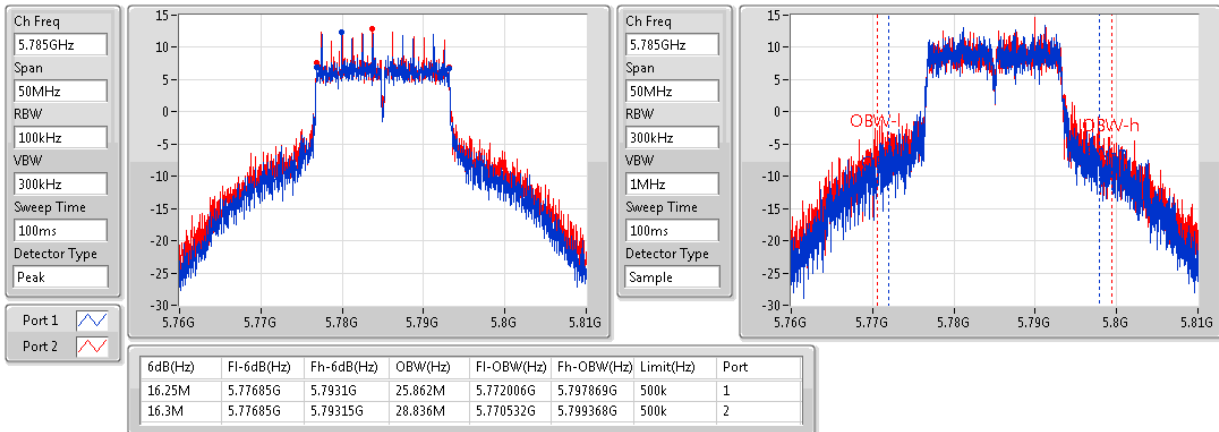 Ch Freq
5.785GHz
Span
50MHz
RBW
100kHz
VBW
300kHz
Sweep Time
100ms
Detector Type
Peak
Port 1
Port 2
15
10
5
0
-5
-10
-15
-20
-25
-30
5.76G 5.77G 5.78G 5.79G 5.8G 5.81G
Ch Freq
5.785GHz
Span
50MHz
RBW
300kHz
VBW
1MHz
Sweep Time
100ms
Detector Type
Sample
15
10
5
0
-5
-10
-15
-20
-25
-30
OBW-l OBW-h
5.76G 5.77G 5.78G 5.79G 5.8G 5.81G
6dB(Hz) Fl-6dB(Hz) Fh-6dB(Hz) OBW(Hz) Fl-OBW(Hz) Fh-OBW(Hz) Limit(Hz) Port
16.25M 5.77685G 5.7931G 25.862M 5.772006G 5.797869G 500k 1
16.3M 5.77685G 5.79315G 28.836M 5.770532G 5.799368G 500k 2